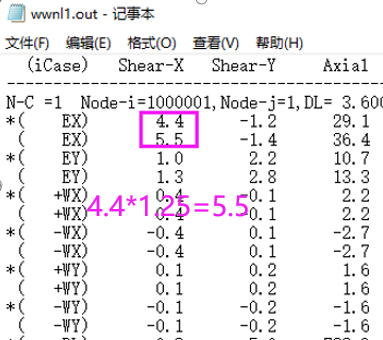 wwnl1.out - 记事本
文件(F) 编辑(E) 格式(O) 查看(V) 帮助(H)
(iCase) Shear-X Shear-Y Axial
N-C =1 Node-i=1000001,Node-j=1,DL= 3.600
*( EX) 4.4 -1.2 29.1
( EX) 5.5 -1.4 36.4
*( EY) 1.0 2.2 10.7
( EY) 1.3 2.8 13.3
*( +WX) 0.4 -0.1 2.2
( +WX) 0.4 -0.1 2.2
4.4*1.25=5.5
*( -WX) -0.4 0.1 -2.7
( -WX) -0.4 0.1 -2.7
*( +WY) 0.1 0.2 1.6
( +WY) 0.1 0.2 1.6
*( -WY) -0.1 -0.2 -1.6
( -WY) -0.1 -0.2 -1.6